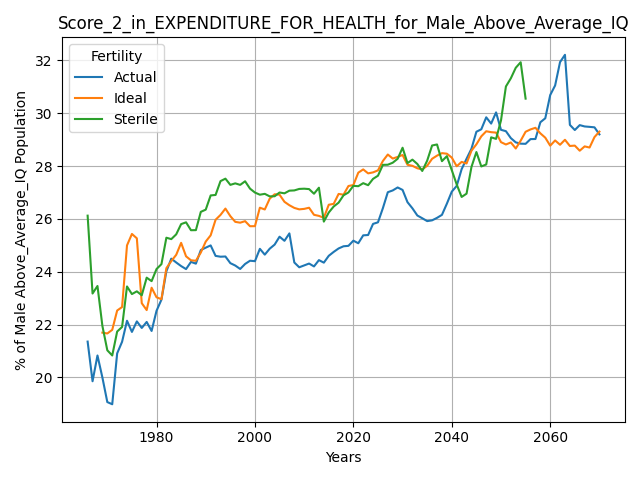 Score_2_in_EXPENDITURE_FOR_HEALTH_for_Male_Above_Average_IQ
Fertility
Actual
Ideal
Sterile
% of Male Above_Average_IQ Population
32
30
28
26
24
22
20
1980
2000
2020
2040
2060
Years